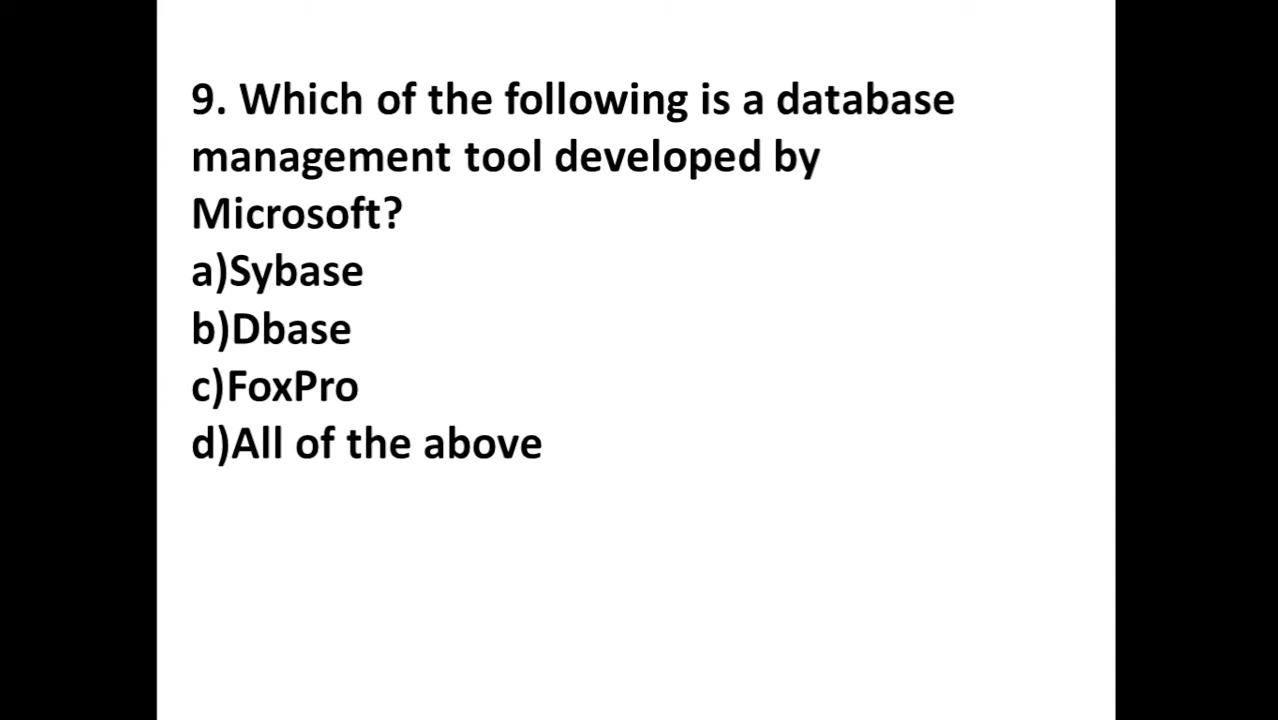 9. Which of the following is a database
management tool developed by
Microsoft?
a)Sybase
b)Dbase
c)FoxPro
d)All of the above